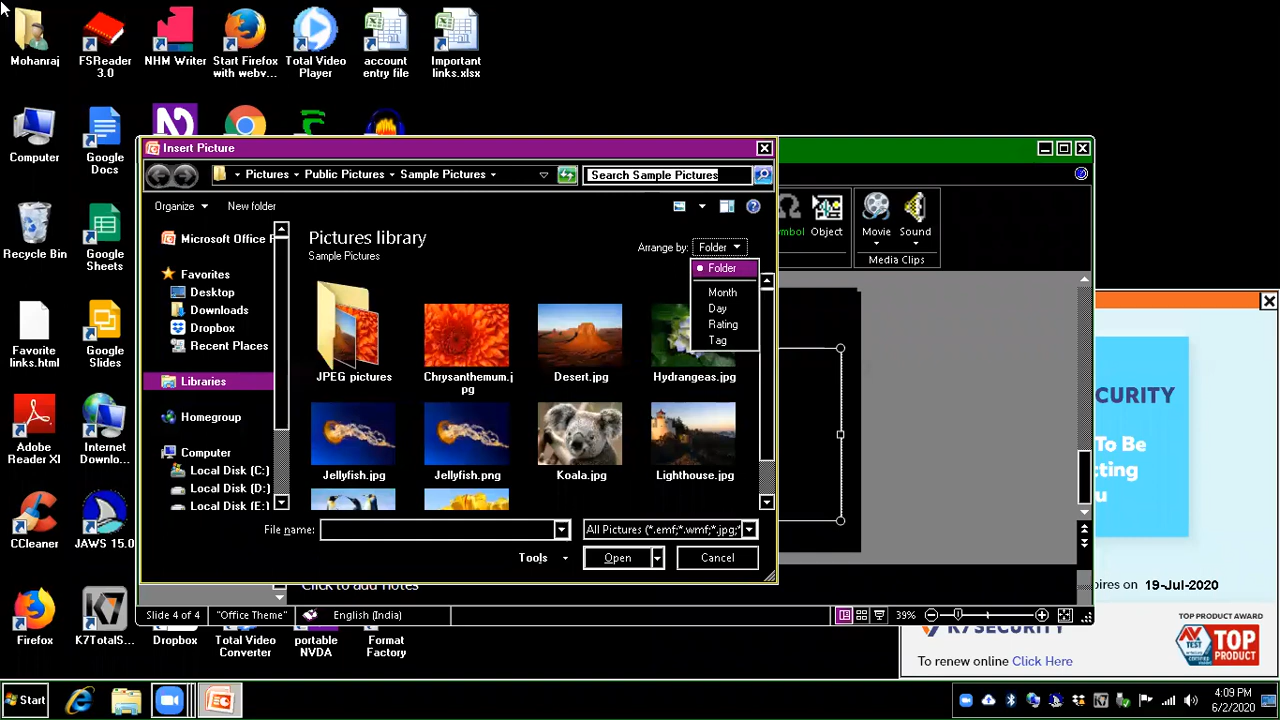 Mohanraj
FSReader 3.0
NHM Writer
Start Firefox with webv...
Total Video Player
account entry file
Important links.xlsx
Computer
Google Docs
Recycle Bin
Google Sheets
Favorite links.html
Google Slides
Adobe Reader XI
Internet Downlo...
CCleaner
JAWS 15.0
Firefox
K7TotalS...
Dropbox
Total Video Converter
portable NVDA
Format Factory
Insert Picture
Pictures
Public Pictures
Sample Pictures
Search Sample Pictures
Organize
New folder
Microsoft Office P
Favorites
Desktop
Downloads
Dropbox
Recent Places
Libraries
Homegroup
Computer
Local Disk (C:)
Local Disk (D:)
Local Disk (E:)
Pictures library
Sample Pictures
Arrange by: Folder
Folder
Month
Day
Rating
Tag
JPEG pictures
Chrysanthemum.jpg
Desert.jpg
Hydrangeas.jpg
Jellyfish.jpg
Jellyfish.png
Koala.jpg
Lighthouse.jpg
File name:
All Pictures (*.emf;*.wmf;*.jpg;*
Tools
Open
Cancel
Symbol
Object
Movie
Sound
Media Clips
Click to add notes
Slide 4 of 4
"Office Theme"
English (India)
39%
CURITY
To Be
cting
u
pires on 19-Jul-2020
K7 SECURITY
To renew online Click Here
TOP PRODUCT AWARD
AV TEST
TOP PRODUCT
Start
4:09 PM
6/2/2020